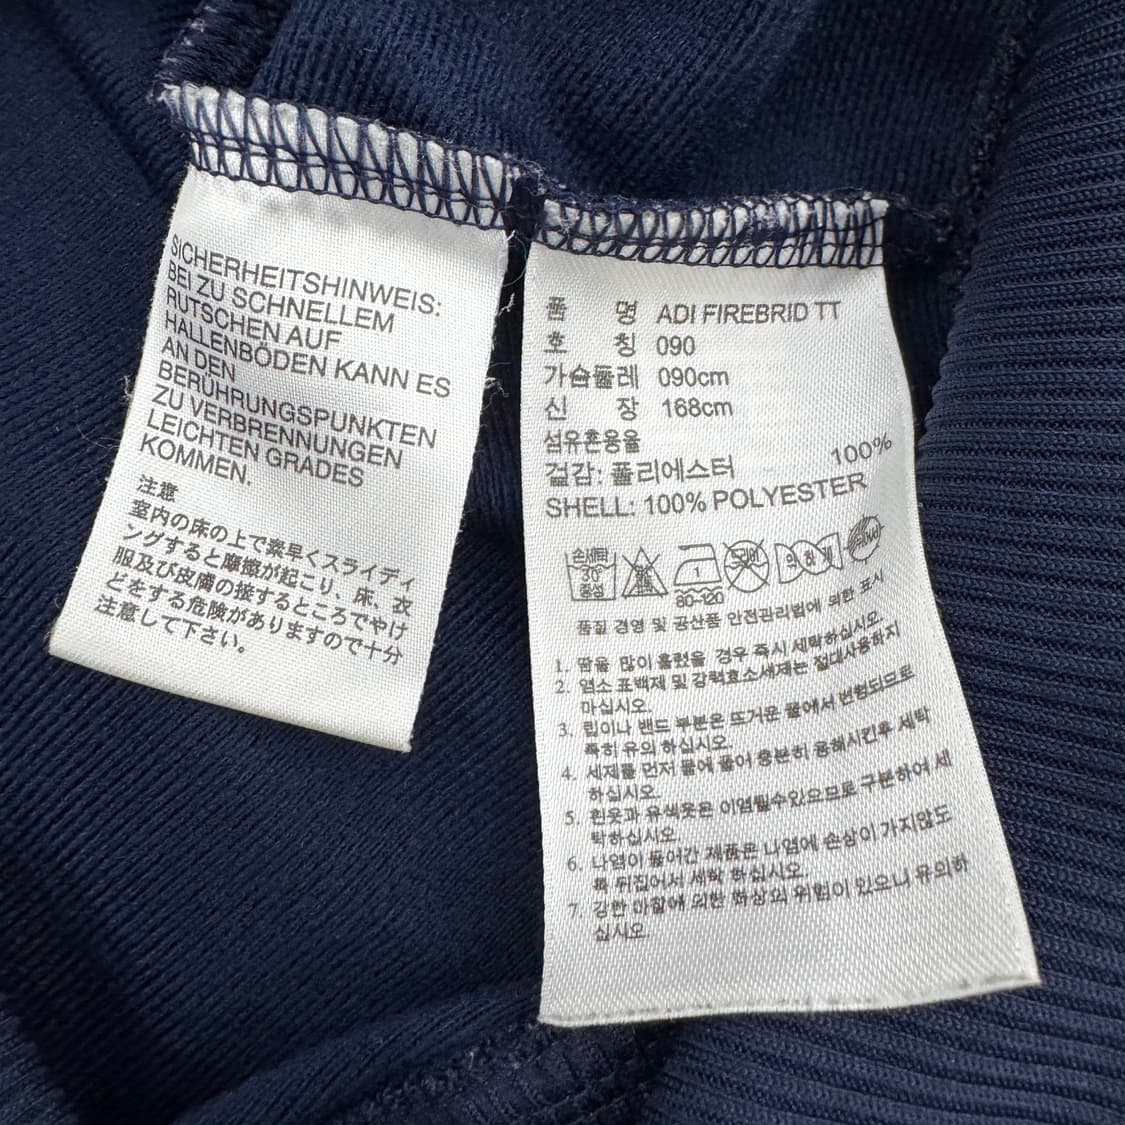 SICHERHEITSHINWEIS:
BEI ZU SCHNELLEM
RUTSCHEN AUF
HALLENBÖDEN KANN ES
AN DEN
BERÜHRUNGSPUNKTEN
ZU VERBRENNUNGEN
LEICHTEN GRADES
KOMMEN.
注意
室内の床の上で素早くスライディ
ングすると摩擦が起こり、床、衣
服及び皮膚の接するところでやけ
どをする危険がありますので十分
注意して下さい。
품 명 ADI FIREBRID TT
호 칭 090
가슴둘레 090cm
신 장 168cm
섬유혼용율
겉감: 폴리에스터 100%
SHELL: 100% POLYESTER
손세탁
30°
중성
1
80-120
품질 경영 및 공산품 안전관리법에 의한 표시
1. 땀을 많이 흘렸을 경우 즉시 세탁하십시오.
2. 염소 표백제 및 강력효소세제는 절대사용하지
마십시오.
3. 립이나 밴드 부분은 뜨거운 물에서 변형되므로
특히 유의 하십시오.
4. 세제를 먼저 물에 풀어 충분히 용해시킨후 세탁
하십시오.
5. 흰옷과 유색옷은 이염될수있으므로 구분하여 세
탁하십시오
6. 나염이 들어간 제품은 나염에 손상이 가지않도
록 뒤집어서 세탁 하십시오.
7. 강한 마찰에 의한 화상의 위험이 있으니 유의하
십시오.